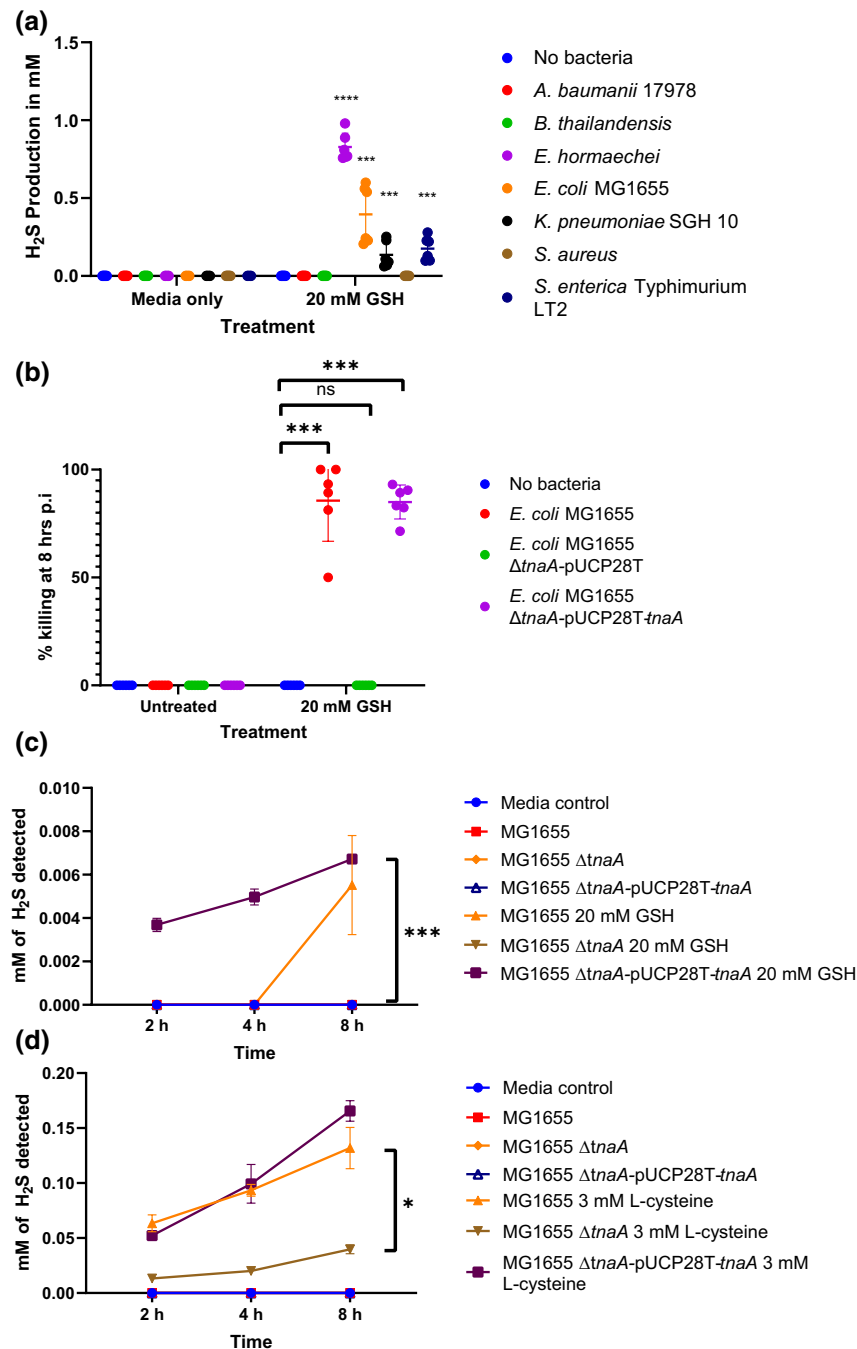 (a)
1.5
1.0
0.5
0.0
H₂S Production in mM
****
***
***
***
Media only
20 mM GSH
Treatment
No bacteria
A. baumanii 17978
B. thailandensis
E. hormaechei
E. coli MG1655
K. pneumoniae SGH 10
S. aureus
S. enterica Typhimurium
LT2
(b)
***
ns
***
100
50
0
% killing at 8 hrs p.i
Untreated
20 mM GSH
Treatment
No bacteria
E. coli MG1655
E. coli MG1655
ΔtnaA-pUCP28T
E. coli MG1655
ΔtnaA-pUCP28T-tnaA
(c)
0.010
0.008
0.006
0.004
0.002
0.000
mM of H₂S detected
***
2 h
4 h
8 h
Time
Media control
MG1655
MG1655 ΔtnaA
MG1655 ΔtnaA-pUCP28T-tnaA
MG1655 20 mM GSH
MG1655 ΔtnaA 20 mM GSH
MG1655 ΔtnaA-pUCP28T-tnaA 20 mM GSH
(d)
0.20
0.15
0.10
0.05
0.00
mM of H₂S detected
*
2 h
4 h
8 h
Time
Media control
MG1655
MG1655 ΔtnaA
MG1655 ΔtnaA-pUCP28T-tnaA
MG1655 3 mM L-cysteine
MG1655 ΔtnaA 3 mM L-cysteine
MG1655 ΔtnaA-pUCP28T-tnaA 3 mM
L-cysteine